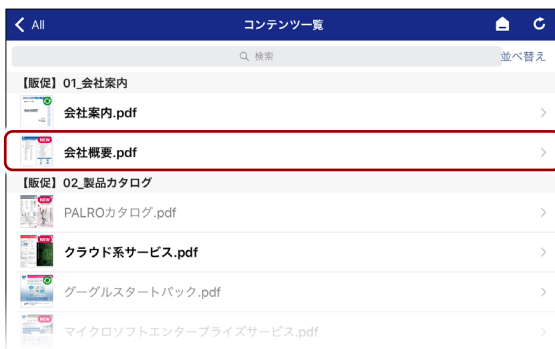 All
コンテンツ一覧
検索
並べ替え
【販促】01_会社案内
会社案内.pdf
NEW
会社概要.pdf
【販促】02_製品カタログ
NEW
PALROカタログ.pdf
NEW
クラウド系サービス.pdf
グーグルスタートパック.pdf
NEW
マイクロソフトエンタープライズサービス.pdf